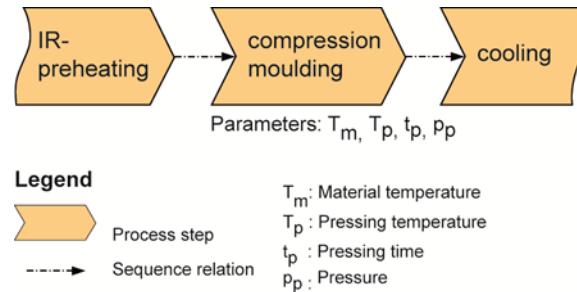 IR-
preheating
compression
moulding
cooling
Parameters: Tm, Tp, tp, pp
Legend
Process step
Sequence relation
Tm: Material temperature
Tp : Pressing temperature
tp : Pressing time
pp : Pressure